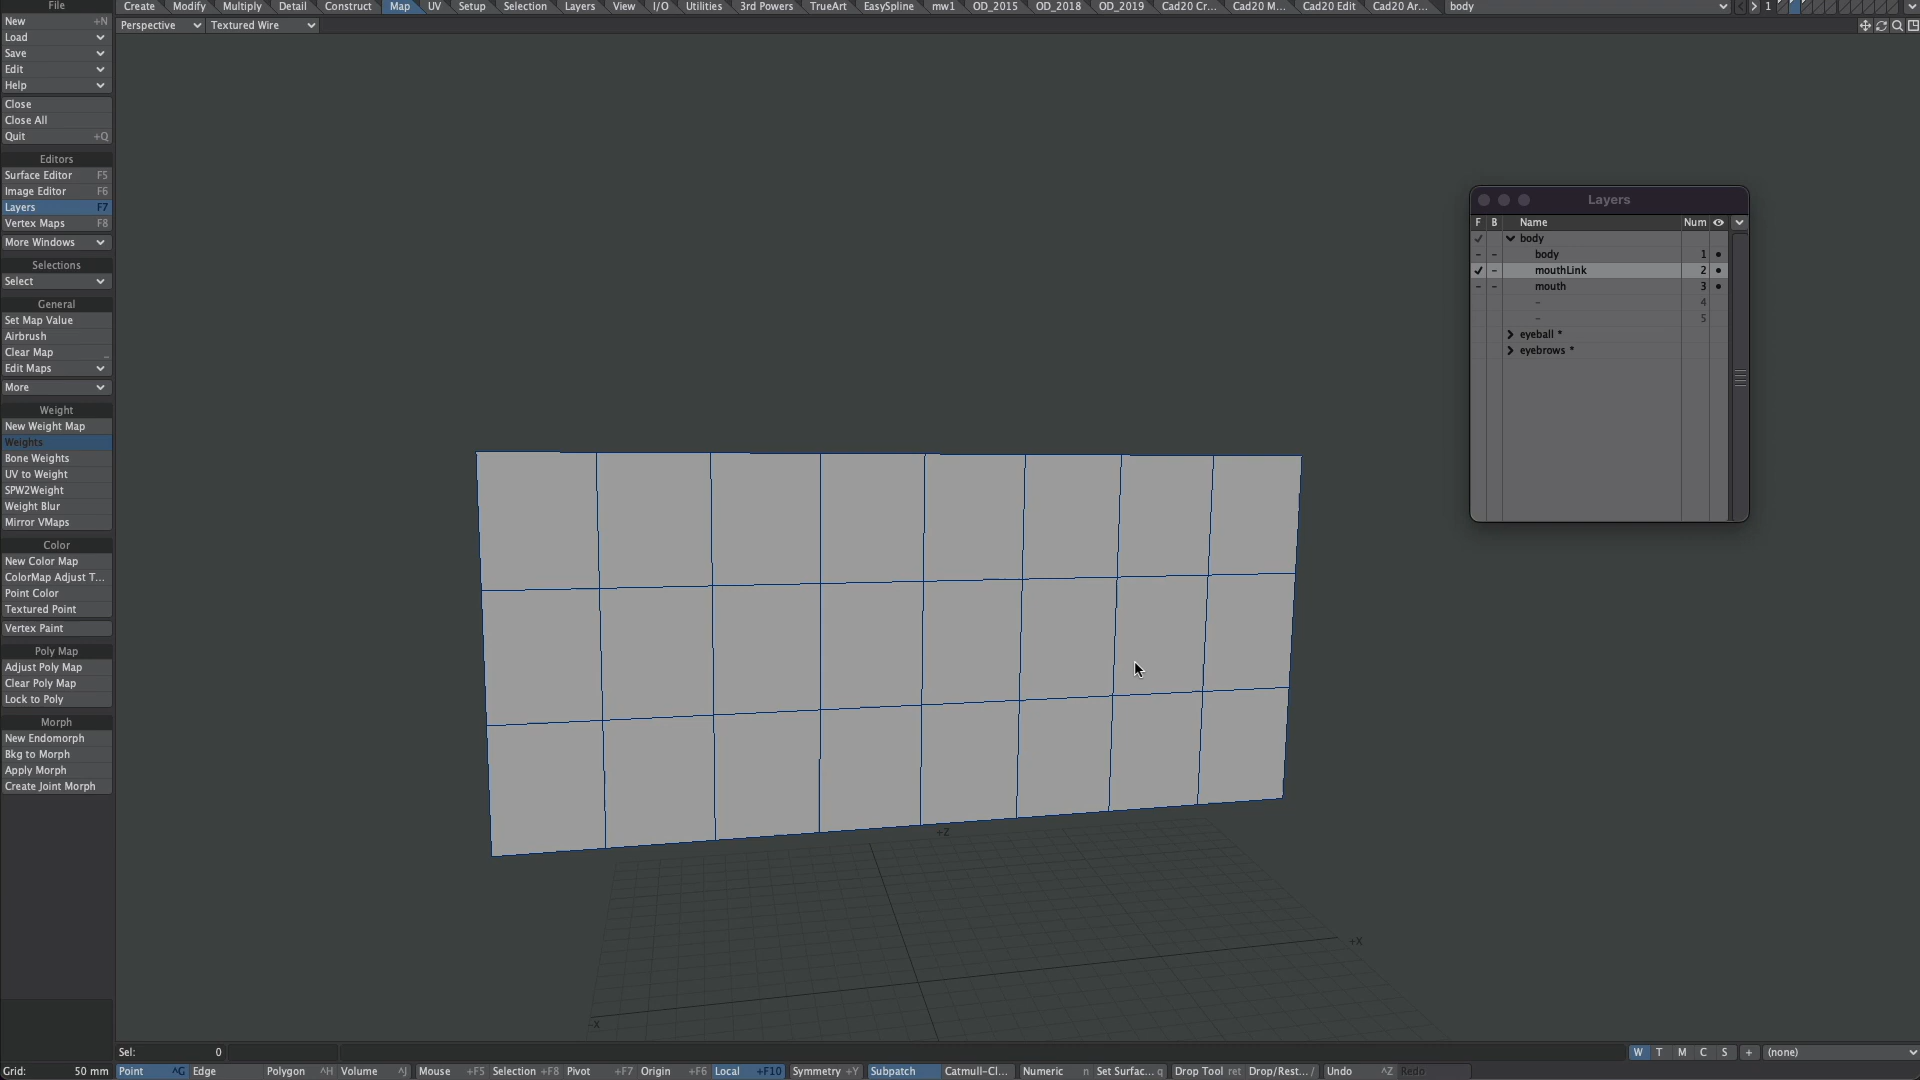 File Create Modify Multiply Detail Construct Map UV Setup Selection Layers View I/O Utilities 3rd Powers TrueArt EasySpline mw1 OD_2015 OD_2018 OD_2019 Cad20 Cr... Cad20 M... Cad20 Edit Cad20 Ar... body 1
New +N
Perspective Textured Wire
Load
Save
Edit
Help
Close
Close All
Quit +Q
Editors
Surface Editor F5
Image Editor F6
Layers F7
Vertex Maps F8
More Windows
Selections
Select
General
Set Map Value
Airbrush
Clear Map _
Edit Maps
More
Weight
New Weight Map
Weights
Bone Weights
UV to Weight
SPW2Weight
Weight Blur
Mirror VMaps
Color
New Color Map
ColorMap Adjust T...
Point Color
Textured Point
Vertex Paint
Poly Map
Adjust Poly Map
Clear Poly Map
Lock to Poly
Morph
New Endomorph
Bkg to Morph
Apply Morph
Create Joint Morph
Layers
F B Name Num
body
body 1
mouthLink 2
mouth 3
- 4
- 5
eyeball *
eyebrows *
+Z
+X
-X
Sel: 0 W T M C S + (none)
Grid: 50 mm Point ^G Edge Polygon ^H Volume ^J Mouse +F5 Selection +F8 Pivot +F7 Origin +F6 Local +F10 Symmetry +Y Subpatch Catmull-Cl... Numeric n Set Surfac... q Drop Tool ret Drop/Rest... / Undo ^Z Redo